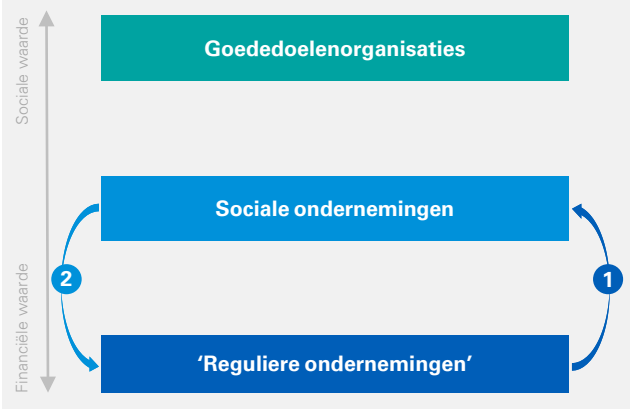 Sociale waarde
Goededoelenorganisaties
Sociale ondernemingen
2
1
Financiële waarde
‘Reguliere ondernemingen’